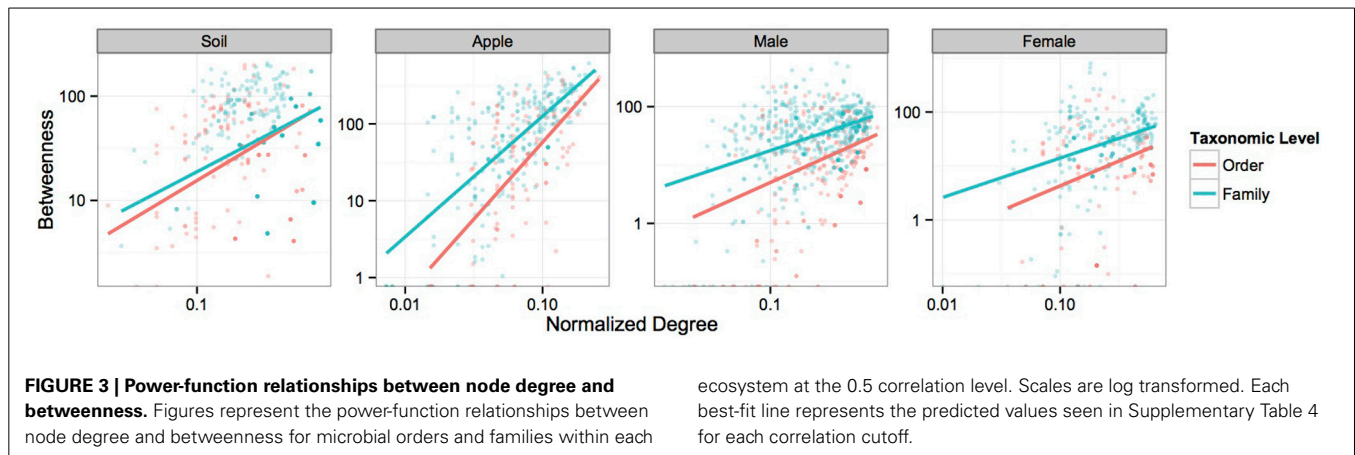 Soil
Apple
Male
Female
Betweenness
100
10
0.1
100
10
1
0.01
0.10
100
1
0.1
100
1
0.01
0.10
Normalized Degree
Taxonomic Level
Order
Family
FIGURE 3 | Power-function relationships between node degree and
betweenness. Figures represent the power-function relationships between
node degree and betweenness for microbial orders and families within each
ecosystem at the 0.5 correlation level. Scales are log transformed. Each
best-fit line represents the predicted values seen in Supplementary Table 4
for each correlation cutoff.